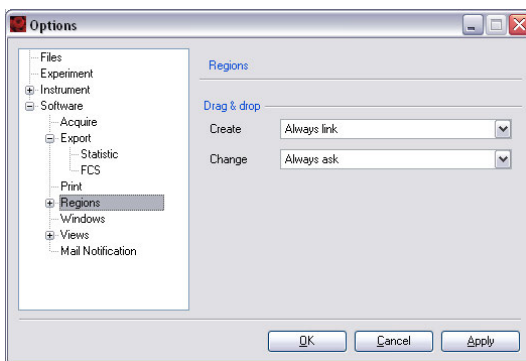 Options
Files
Experiment
Instrument
Software
Acquire
Export
Statistic
FCS
Print
Regions
Windows
Views
Mail Notification
Regions
Drag & drop
Create Always link
Change Always ask
OK Cancel Apply